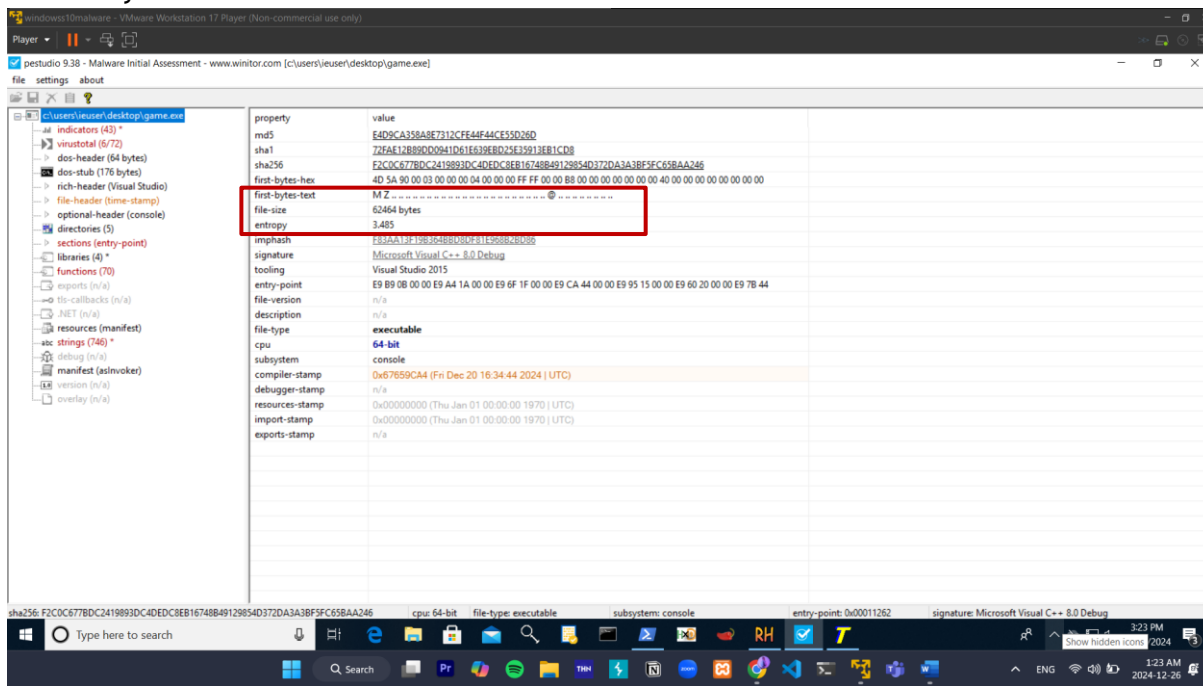 windowss10malware - VMware Workstation 17 Player (Non-commercial use only)
Player
pestudio 9.38 - Malware Initial Assessment - www.winitor.com [c:\users\ieuser\desktop\game.exe]
file settings about
c:\users\ieuser\desktop\game.exe
indicators (43) *
virustotal (6/72)
dos-header (64 bytes)
dos-stub (176 bytes)
rich-header (Visual Studio)
file-header (time-stamp)
optional-header (console)
directories (5)
sections (entry-point)
libraries (4) *
functions (70)
exports (n/a)
tls-callbacks (n/a)
.NET (n/a)
resources (manifest)
abc strings (746) *
debug (n/a)
manifest (asInvoker)
1.0 version (n/a)
overlay (n/a)
property value
md5 E4D9CA358A8E7312CFE44F44CE55D26D
sha1 72FAE12B89DD0941D61E639EBD25E35913EB1CD8
sha256 F2C0C677BDC2419893DC4DEDC8EB16748B49129854D372DA3A3BF5FC65BAA246
first-bytes-hex 4D 5A 90 00 03 00 00 00 04 00 00 00 FF FF 00 00 B8 00 00 00 00 00 00 00 40 00 00 00 00 00 00 00
first-bytes-text M Z .. .. .. .. .. .. .. .. .. .. .. .. .. .. .. .. .. .. .. .. @ .. .. .. .. .. .. ..
file-size 62464 bytes
entropy 3.485
imphash F83AA13F19B364BBD8DF81E968B2BD86
signature Microsoft Visual C++ 8.0 Debug
tooling Visual Studio 2015
entry-point E9 B9 0B 00 00 E9 A4 1A 00 00 E9 6F 1F 00 00 E9 CA 44 00 00 E9 95 15 00 00 E9 60 20 00 00 E9 7B 44
file-version n/a
description n/a
file-type executable
cpu 64-bit
subsystem console
compiler-stamp 0x67659CA4 (Fri Dec 20 16:34:44 2024 | UTC)
debugger-stamp n/a
resources-stamp 0x00000000 (Thu Jan 01 00:00:00 1970 | UTC)
import-stamp 0x00000000 (Thu Jan 01 00:00:00 1970 | UTC)
exports-stamp n/a
sha256: F2C0C677BDC2419893DC4DEDC8EB16748B49129854D372DA3A3BF5FC65BAA246 cpu: 64-bit file-type: executable subsystem: console entry-point: 0x00011262 signature: Microsoft Visual C++ 8.0 Debug
Type here to search RH T 3:23 PM
Show hidden icons /2024 3
Search Pr THN zoom ENG 1:23 AM
2024-12-26